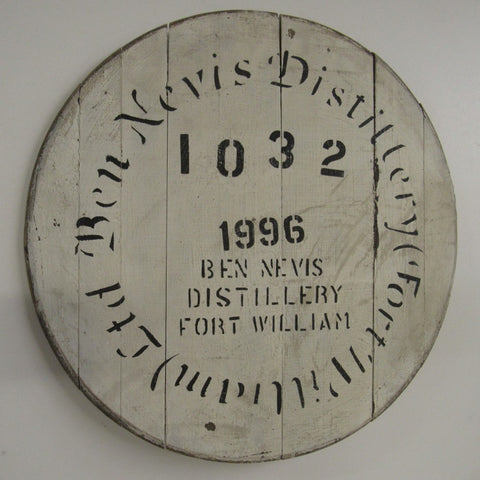 Ben Nevis Distillery (Fort William) Ltd
1032
1996
BEN NEVIS
DISTILLERY
FORT WILLIAM